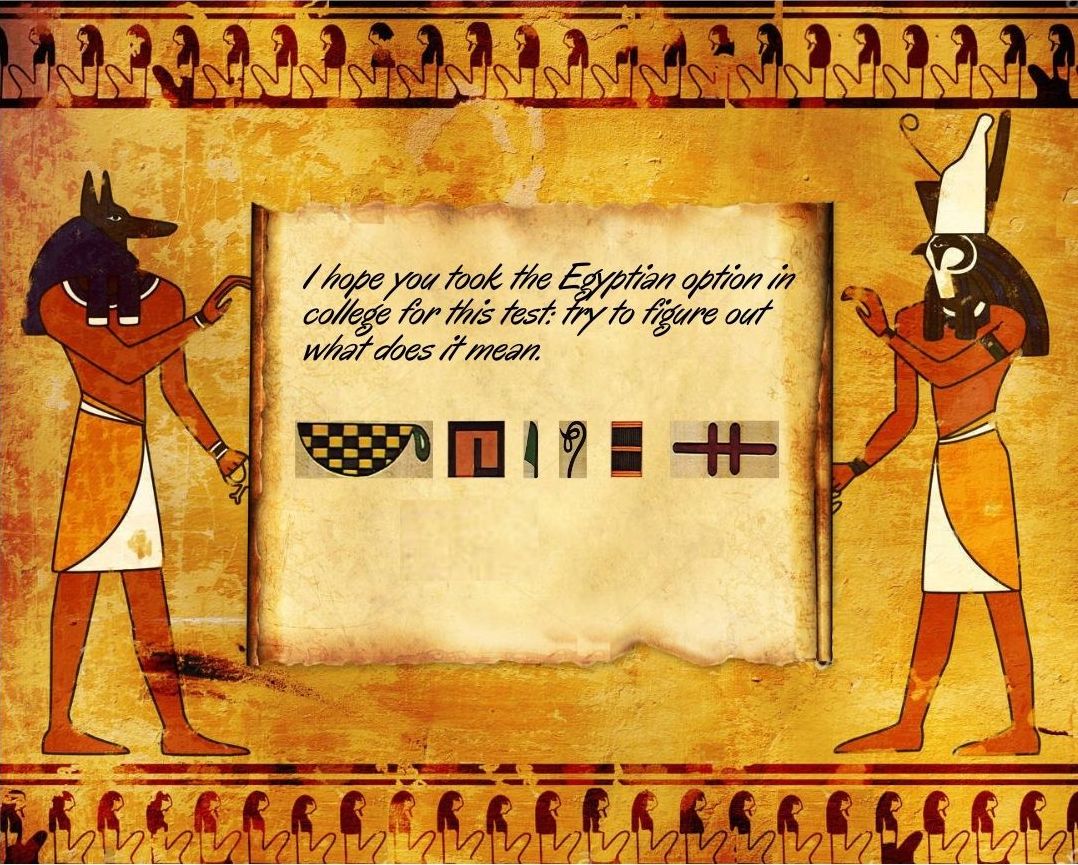 I hope you took the Egyptian option in
college for this test: try to figure out
what does it mean.
𓎡 𓉔 𓇋 𓏲 𓊪 𓊃